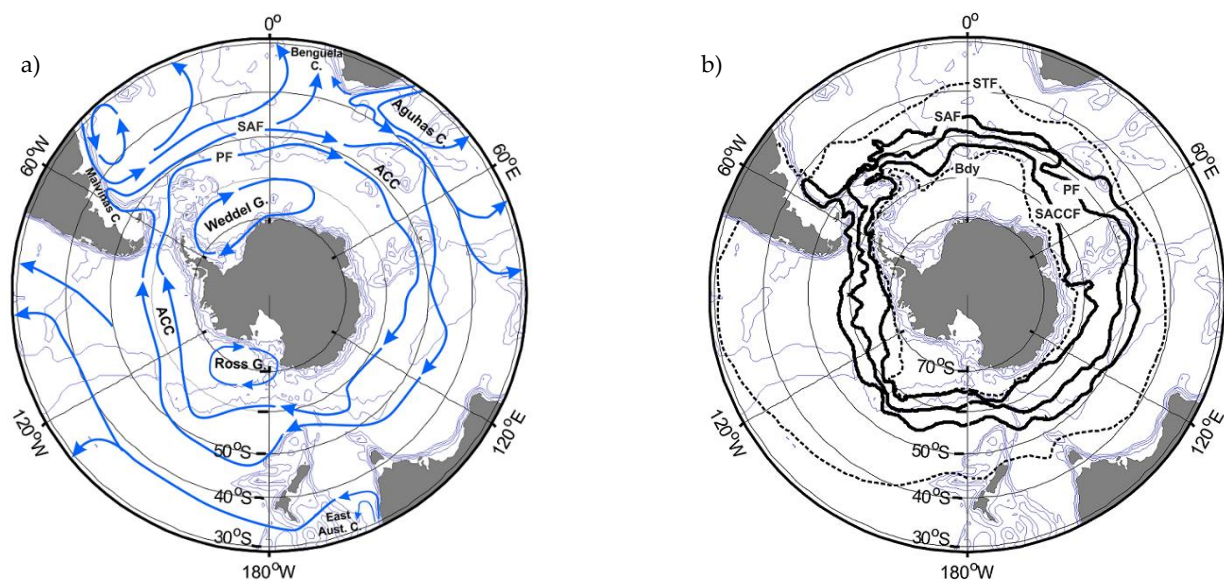 a)
0°
Benguela
C.
Aguhas C.
60°W
60°E
SAF
PF
ACC
Malvinas C.
Weddel G.
ACC
Ross G.
120°W
120°E
50°S
40°S
30°S
East
Aust. C.
180°W
b)
0°
STF
SAF
60°W
60°E
Bdy
PF
SACCF
70°S
120°W
120°E
50°S
40°S
30°S
180°W